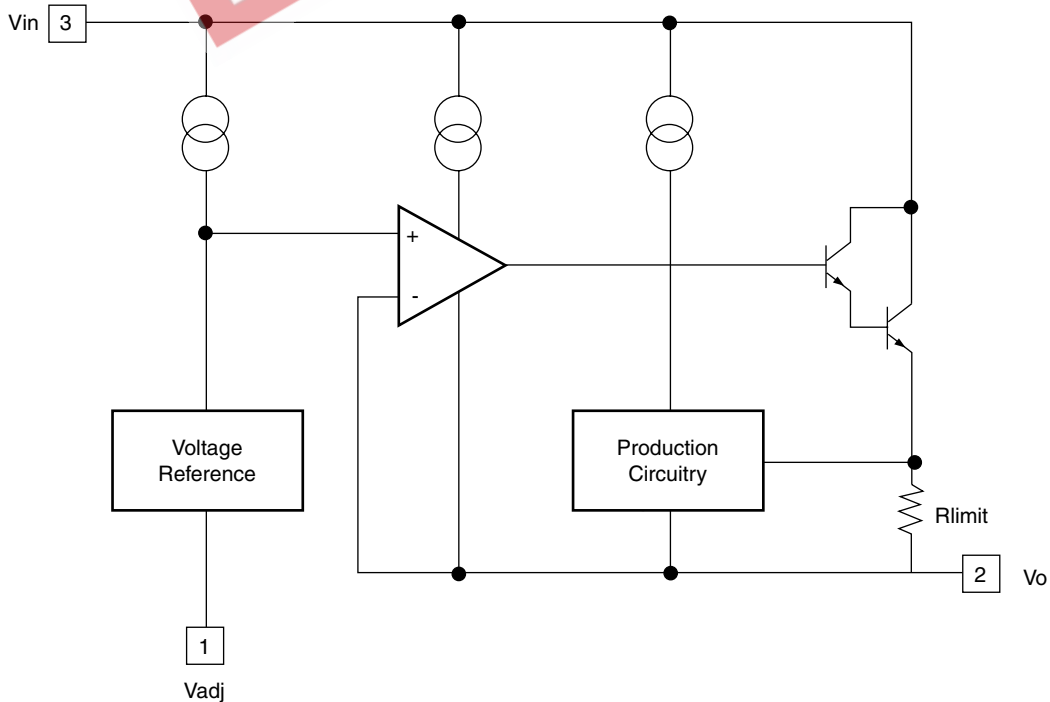 Vin 3
+
-
Voltage
Reference
Production
Circuitry
Rlimit
2 Vo
1
Vadj